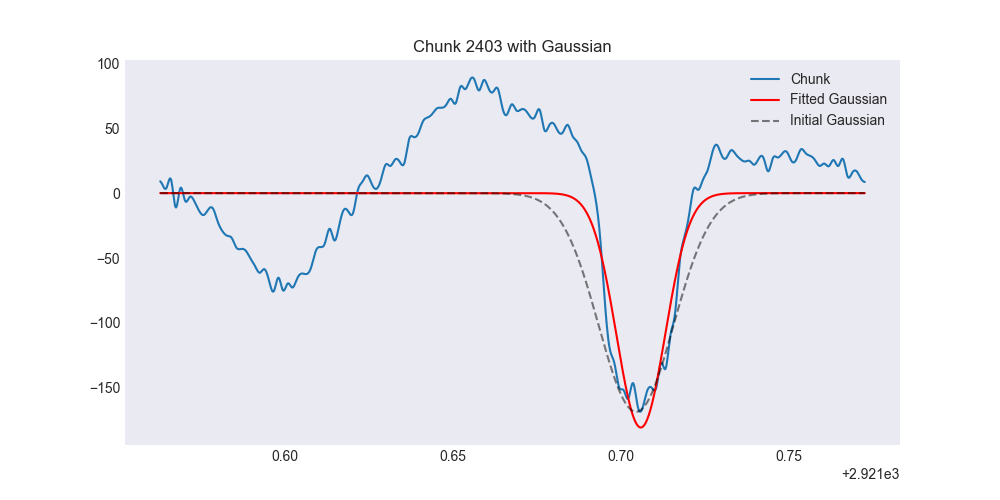 Chunk 2403 with Gaussian
100
50
0
−50
−100
−150
Chunk
Fitted Gaussian
Initial Gaussian
0.60 0.65 0.70 0.75
+2.921e3